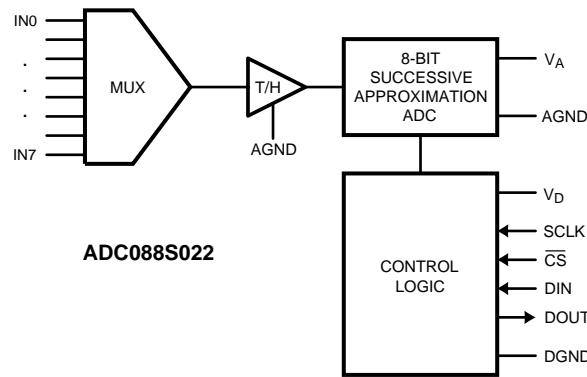 IN0
.
.
.
IN7
MUX
T/H
AGND
8-BIT
SUCCESSIVE
APPROXIMATION
ADC
VA
AGND
ADC088S022
CONTROL
LOGIC
VD
SCLK
CS
DIN
DOUT
DGND